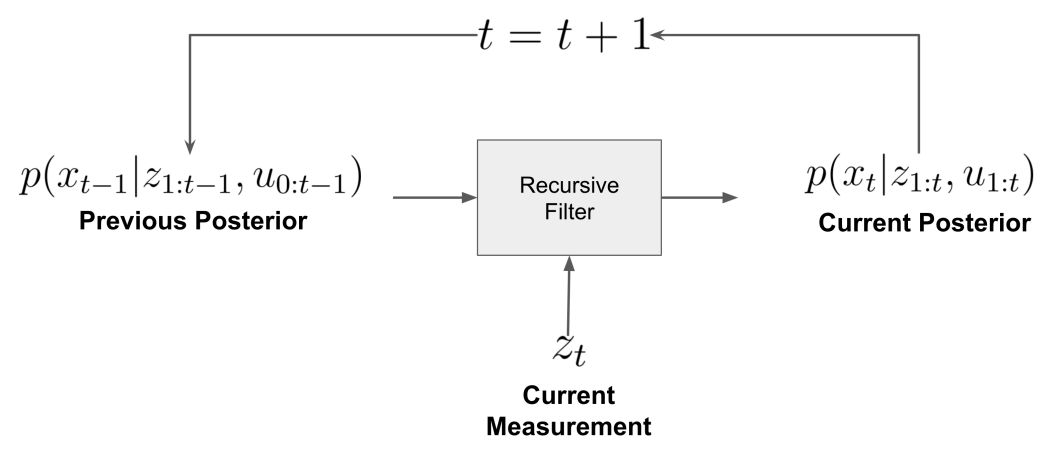 t = t + 1
p(x_{t-1}|z_{1:t-1}, u_{0:t-1})
Previous Posterior
Recursive
Filter
p(x_t|z_{1:t}, u_{1:t})
Current Posterior
z_t
Current
Measurement